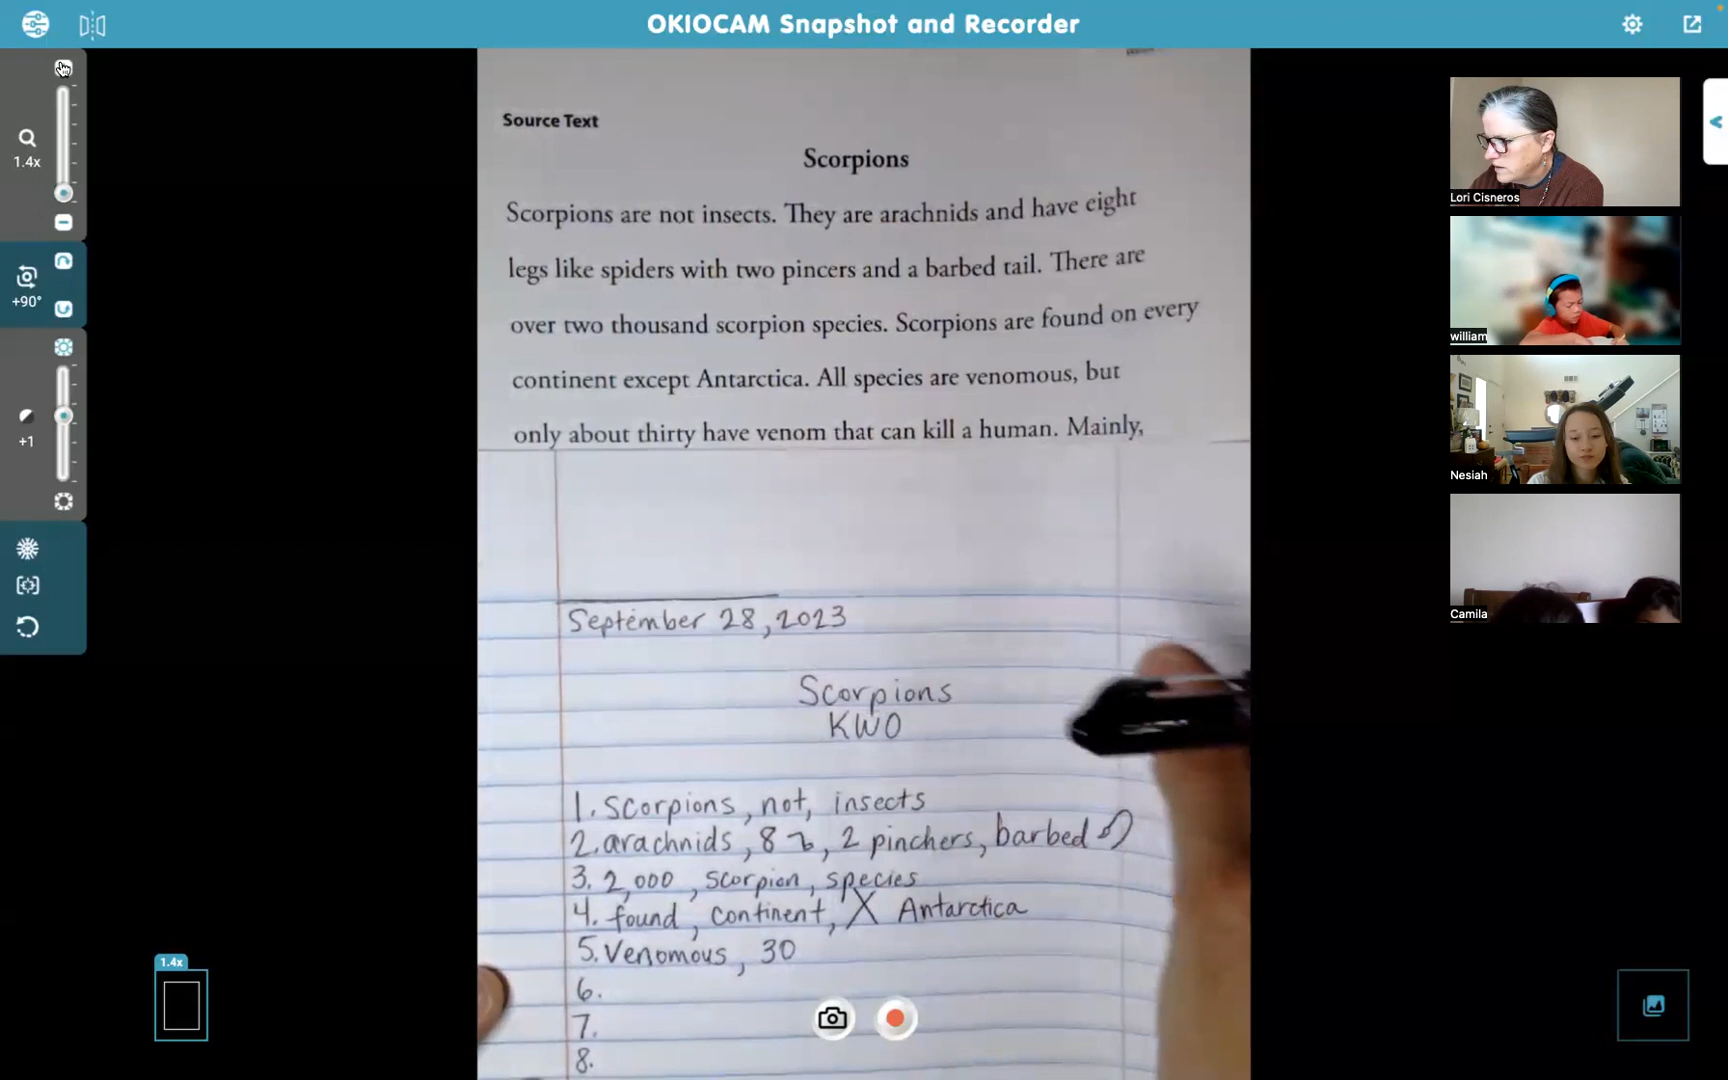 OKIOCAM Snapshot and Recorder
1.4x
+90°
+1
Source Text
Scorpions
Scorpions are not insects. They are arachnids and have eight
legs like spiders with two pincers and a barbed tail. There are
over two thousand scorpion species. Scorpions are found on every
continent except Antarctica. All species are venomous, but
only about thirty have venom that can kill a human. Mainly,
September 28, 2023
Scorpions
KWO
1. scorpions, not, insects
2. arachnids, 8 , 2 pinchers, barbed
3. 2,000, scorpion, species
4. found, continent, X Antarctica
5. Venomous, 30
6.
7.
8.
1.4x
Lori Cisneros
william
Nesiah
Camila